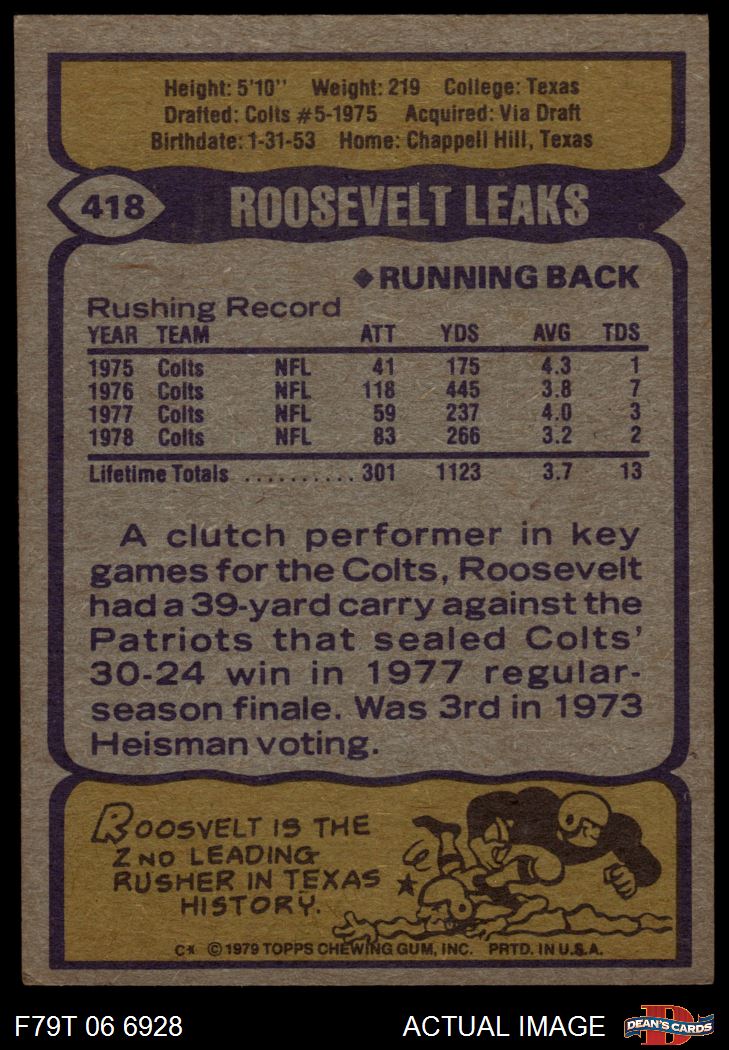 Height: 5'10" Weight: 219 College: Texas
Drafted: Colts #5-1975 Acquired: Via Draft
Birthdate: 1-31-53 Home: Chappell Hill, Texas
418 ROOSEVELT LEAKS
◆RUNNING BACK
Rushing Record
YEAR TEAM ATT YDS AVG TDS
1975 Colts NFL 41 175 4.3 1
1976 Colts NFL 118 445 3.8 7
1977 Colts NFL 59 237 4.0 3
1978 Colts NFL 83 266 3.2 2
Lifetime Totals .......... 301 1123 3.7 13
A clutch performer in key
games for the Colts, Roosevelt
had a 39-yard carry against the
Patriots that sealed Colts'
30-24 win in 1977 regular-
season finale. Was 3rd in 1973
Heisman voting.
ROOSVELT IS THE
2ND LEADING
RUSHER IN TEXAS
HISTORY.
C* © 1979 TOPPS CHEWING GUM, INC. PRTD. IN U.S.A.
F79T 06 6928 ACTUAL IMAGE DEAN'S CARDS